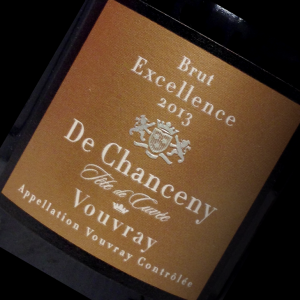 Brut
Excellence
2013
De Chanceny
Tête de Cuvée
Vouvray
Appellation Vouvray Contrôlée